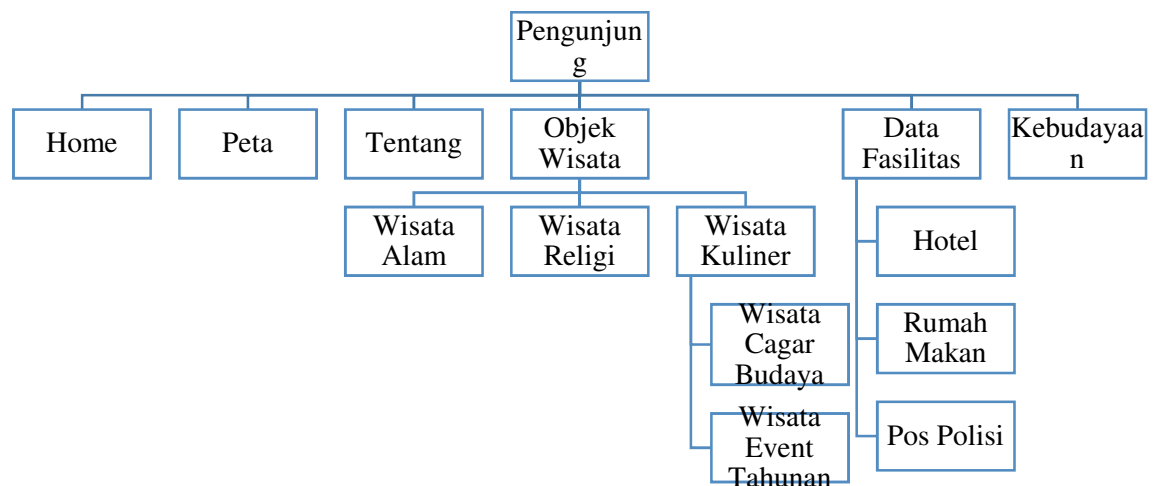 Pengunjun
g
Home
Peta
Tentang
Objek
Wisata
Data
Fasilitas
Kebudayaa
n
Wisata
Alam
Wisata
Religi
Wisata
Kuliner
Hotel
Wisata
Cagar
Budaya
Rumah
Makan
Wisata
Event
Tahunan
Pos Polisi